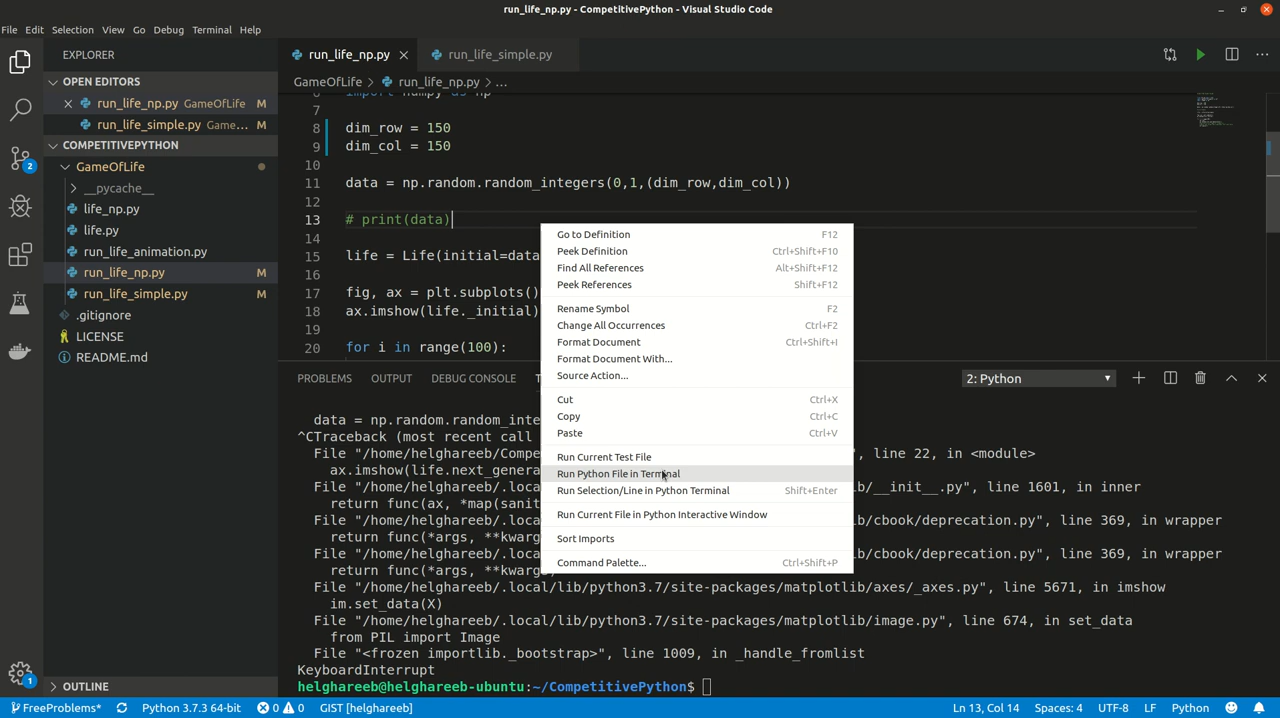 run_life_np.py - CompetitivePython - Visual Studio Code
File Edit Selection View Go Debug Terminal Help
EXPLORER
OPEN EDITORS
run_life_np.py GameOfLife M
run_life_simple.py Game... M
COMPETITIVEPYTHON
GameOfLife
__pycache__
life_np.py
life.py
run_life_animation.py
run_life_np.py M
run_life_simple.py M
.gitignore
LICENSE
README.md
OUTLINE
2
1
run_life_np.py
run_life_simple.py
GameOfLife > run_life_np.py > ...
6 import numpy as np
7
8 dim_row = 150
9 dim_col = 150
10
11 data = np.random.random_integers(0,1,(dim_row,dim_col))
12
13 # print(data)
14
15 life = Life(initial=data
16
17 fig, ax = plt.subplots()
18 ax.imshow(life._initial)
19
20 for i in range(100):
Go to Definition F12
Peek Definition Ctrl+Shift+F10
Find All References Alt+Shift+F12
Peek References Shift+F12
Rename Symbol F2
Change All Occurrences Ctrl+F2
Format Document Ctrl+Shift+I
Format Document With...
Source Action...
Cut Ctrl+X
Copy Ctrl+C
Paste Ctrl+V
Run Current Test File
Run Python File in Terminal
Run Selection/Line in Python Terminal Shift+Enter
Run Current File in Python Interactive Window
Sort Imports
Command Palette... Ctrl+Shift+P
PROBLEMS OUTPUT DEBUG CONSOLE
2: Python
data = np.random.random_inte
^CTraceback (most recent call
File "/home/helghareeb/Compe ", line 22, in <module>
ax.imshow(life.next_genera
File "/home/helghareeb/.loca lib/__init__.py", line 1601, in inner
return func(ax, *map(sanit
File "/home/helghareeb/.loca lib/cbook/deprecation.py", line 369, in wrapper
return func(*args, **kwarg
File "/home/helghareeb/.loca lib/cbook/deprecation.py", line 369, in wrapper
return func(*args, **kwargs)
File "/home/helghareeb/.local/lib/python3.7/site-packages/matplotlib/axes/_axes.py", line 5671, in imshow
im.set_data(X)
File "/home/helghareeb/.local/lib/python3.7/site-packages/matplotlib/image.py", line 674, in set_data
from PIL import Image
File "<frozen importlib._bootstrap>", line 1009, in _handle_fromlist
KeyboardInterrupt
helghareeb@helghareeb-ubuntu:~/CompetitivePython$
FreeProblems* Python 3.7.3 64-bit 0 0 GIST [helghareeb] Ln 13, Col 14 Spaces: 4 UTF-8 LF Python